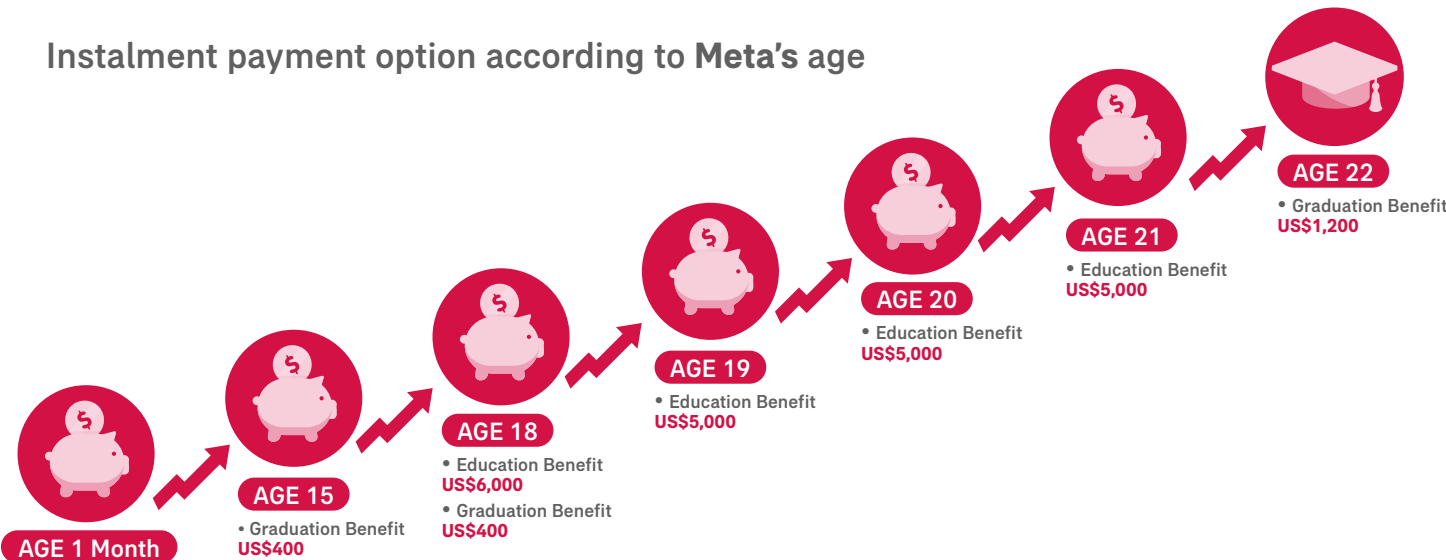 Instalment payment option according to Meta's age
AGE 1 Month
AGE 15
• Graduation Benefit
US$400
AGE 18
• Education Benefit
US$6,000
• Graduation Benefit
US$400
AGE 19
• Education Benefit
US$5,000
AGE 20
• Education Benefit
US$5,000
AGE 21
• Education Benefit
US$5,000
AGE 22
• Graduation Benefit
US$1,200
$
$
$
$
$
$